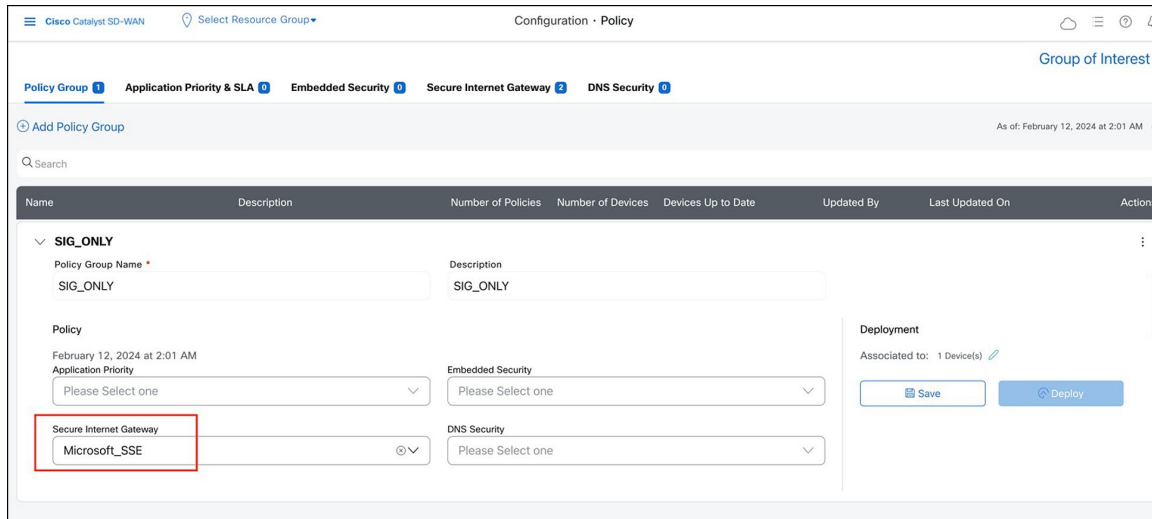 Cisco Catalyst SD-WAN Select Resource Group Configuration · Policy
Group of Interest
Policy Group 1 Application Priority & SLA 0 Embedded Security 0 Secure Internet Gateway 2 DNS Security 0
Add Policy Group As of: February 12, 2024 at 2:01 AM
Search
Name Description Number of Policies Number of Devices Devices Up to Date Updated By Last Updated On Action
SIG_ONLY
Policy Group Name * Description
SIG_ONLY SIG_ONLY
Policy Deployment
February 12, 2024 at 2:01 AM Associated to: 1 Device(s)
Application Priority Embedded Security
Please Select one Please Select one Save Deploy
Secure Internet Gateway DNS Security
Microsoft_SSE Please Select one